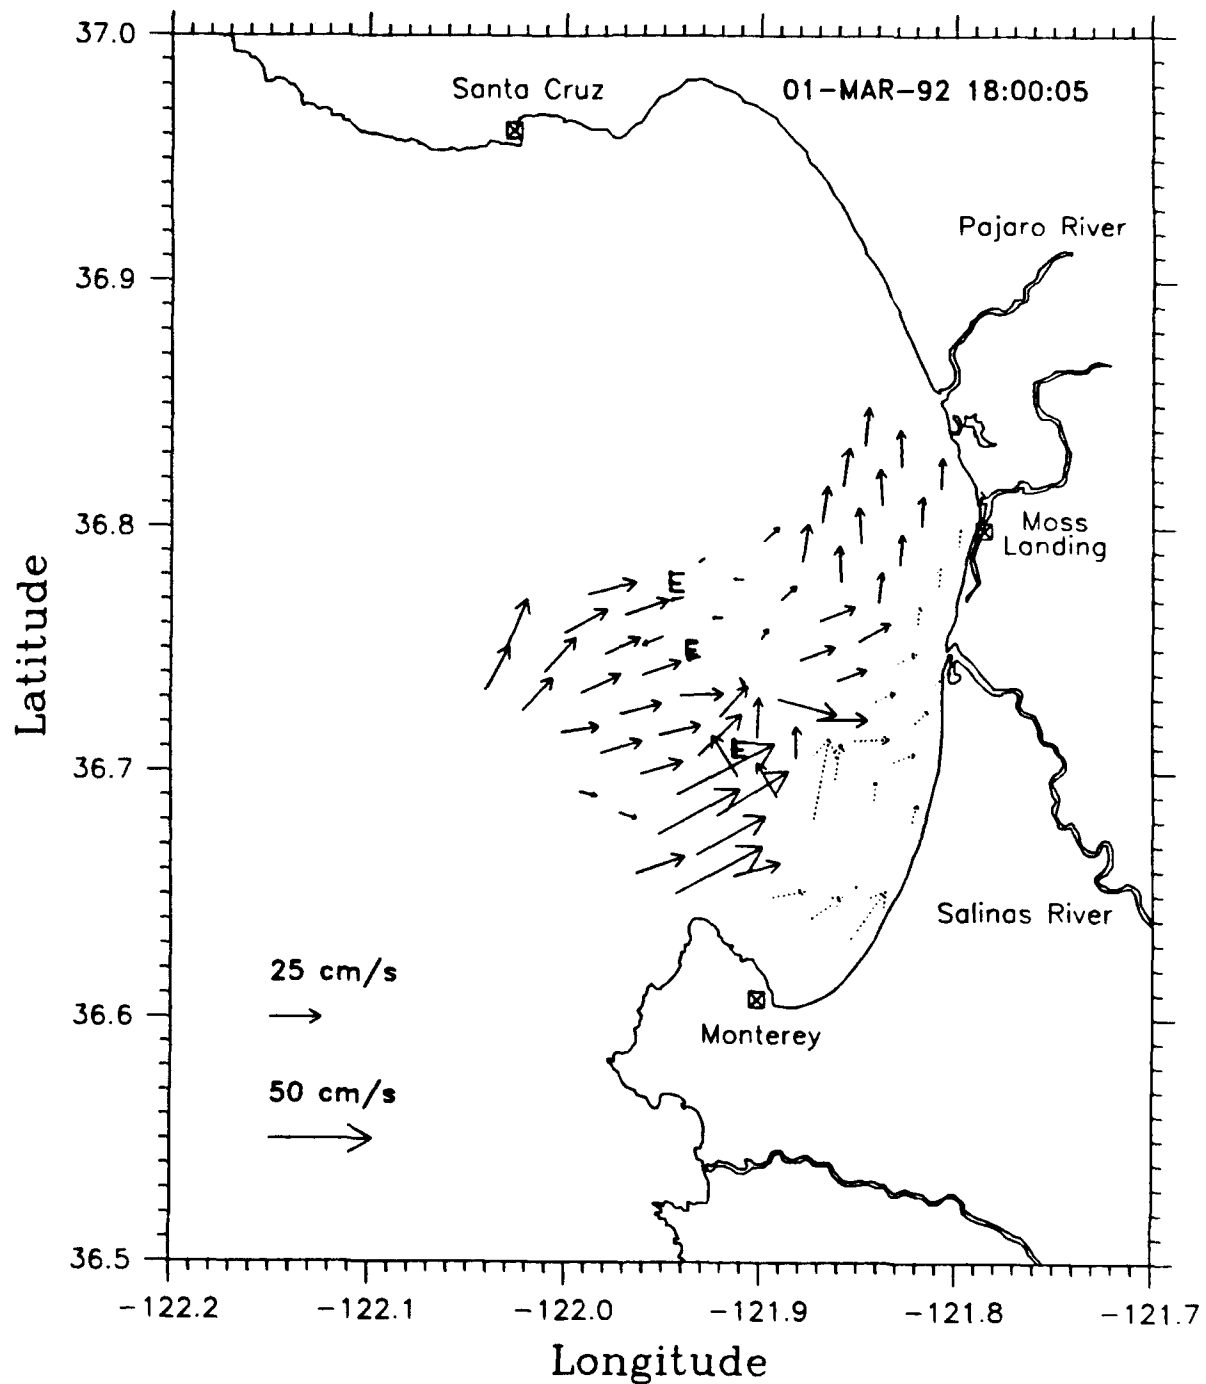 37.0
Santa Cruz
01-MAR-92 18:00:05
Pajaro River
36.9
36.8
Moss
Landing
E
E
Latitude
36.7
E
Salinas River
25 cm/s
36.6
Monterey
50 cm/s
36.5
-122.2
-122.1
-122.0
-121.9
-121.8
-121.7
Longitude